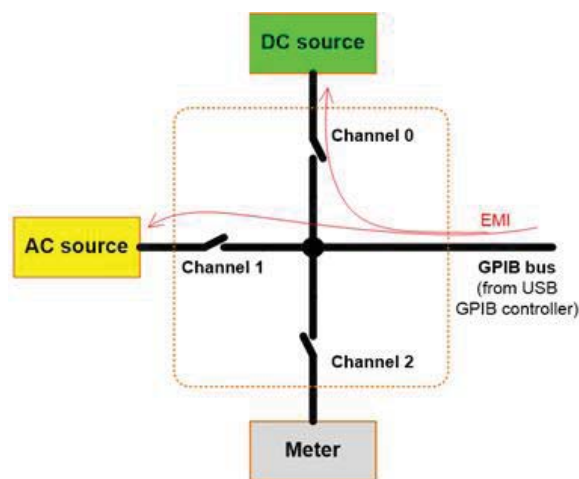 DC source
Channel 0
EMI
AC source
Channel 1
GPIB bus
(from USB
GPIB controller)
Channel 2
Meter